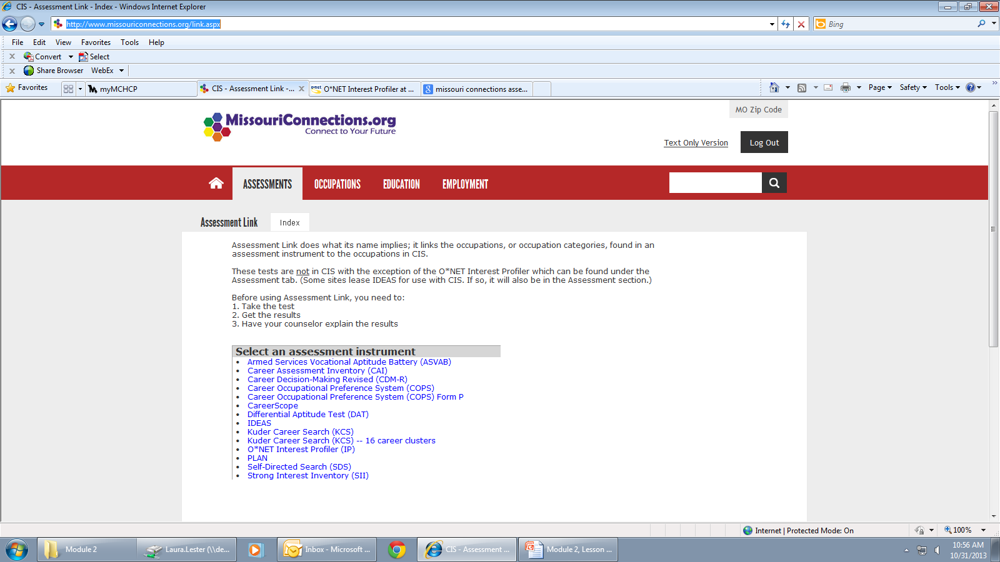 CIS - Assessment Link - Index - Windows Internet Explorer
http://www.missouriconnections.org/link.aspx
Bing
File Edit View Favorites Tools Help
x Convert Select
x Share Browser WebEx
Favorites myMCHCP CIS - Assessment Link -... O*NET Interest Profiler at ... missouri connections asse... Page Safety Tools
MO Zip Code
MissouriConnections.org
Connect to Your Future
Text Only Version Log Out
ASSESSMENTS OCCUPATIONS EDUCATION EMPLOYMENT
Assessment Link Index
Assessment Link does what its name implies; it links the occupations, or occupation categories, found in an
assessment instrument to the occupations in CIS.
These tests are not in CIS with the exception of the O*NET Interest Profiler which can be found under the
Assessment tab. (Some sites lease IDEAS for use with CIS. If so, it will also be in the Assessment section.)
Before using Assessment Link, you need to:
1. Take the test
2. Get the results
3. Have your counselor explain the results
Select an assessment instrument
• Armed Services Vocational Aptitude Battery (ASVAB)
• Career Assessment Inventory (CAI)
• Career Decision-Making Revised (CDM-R)
• Career Occupational Preference System (COPS)
• Career Occupational Preference System (COPS) Form P
• CareerScope
• Differential Aptitude Test (DAT)
• IDEAS
• Kuder Career Search (KCS)
• Kuder Career Search (KCS) -- 16 career clusters
• O*NET Interest Profiler (IP)
• PLAN
• Self-Directed Search (SDS)
• Strong Interest Inventory (SII)
Internet | Protected Mode: On 100%
Module 2 Laura.Lester (\\de... Inbox - Microsoft ... CIS - Assessment ... Module 2, Lesson ... 10:56 AM
10/31/2013